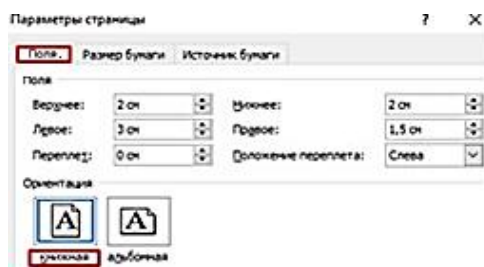 Параметры страницы ? ×
Поля. Размер бумаги Источник бумаги
Поля
Верхнее: 2 см Нижнее: 2 см
Левое: 3 см Правое: 1,5 см
Переплет: 0 см Положение переплета: Слева
Ориентация
A A
книжная альбомная